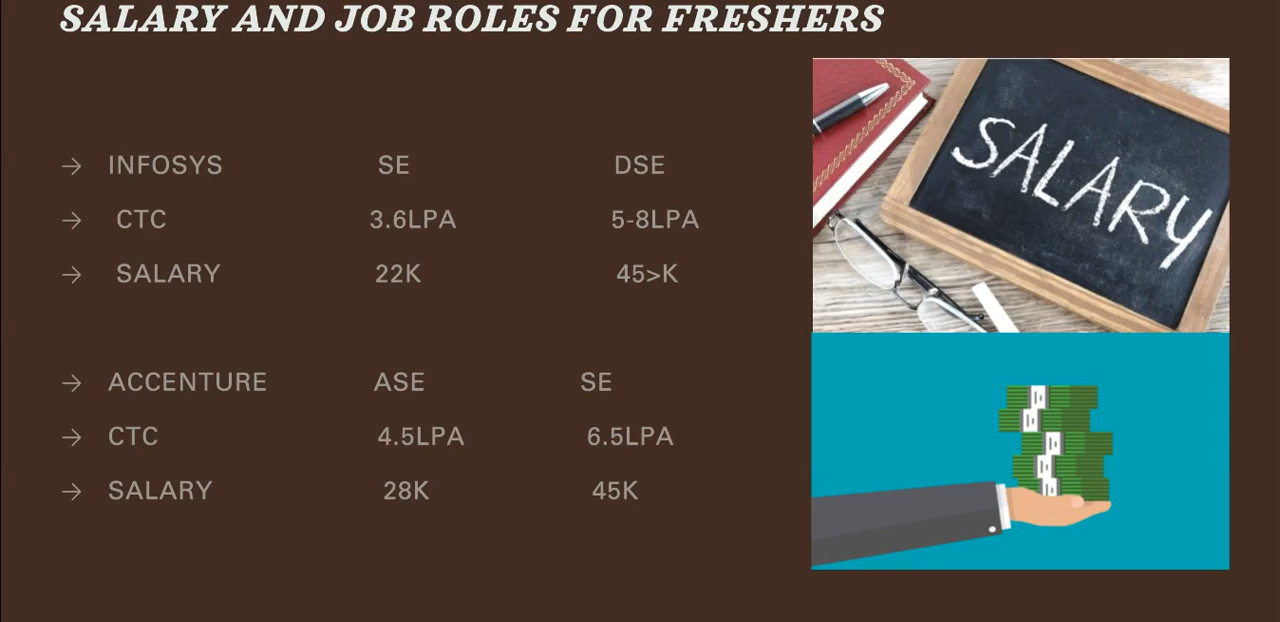 SALARY AND JOB ROLES FOR FRESHERS
→ INFOSYS SE DSE
→ CTC 3.6LPA 5-8LPA
→ SALARY 22K 45>K
→ ACCENTURE ASE SE
→ CTC 4.5LPA 6.5LPA
→ SALARY 28K 45K
SALARY